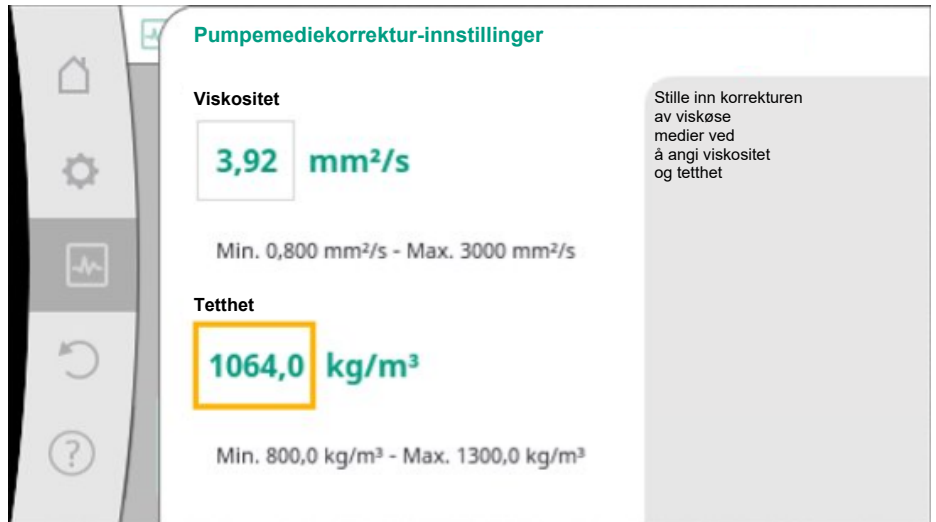 Pumpemediekorrektur-innstillinger
Viskositet
3,92 mm²/s
Min. 0,800 mm²/s - Max. 3000 mm²/s
Tetthet
1064,0 kg/m³
Min. 800,0 kg/m³ - Max. 1300,0 kg/m³
Stille inn korrekturen
av viskøse
medier ved
å angi viskositet
og tetthet
?